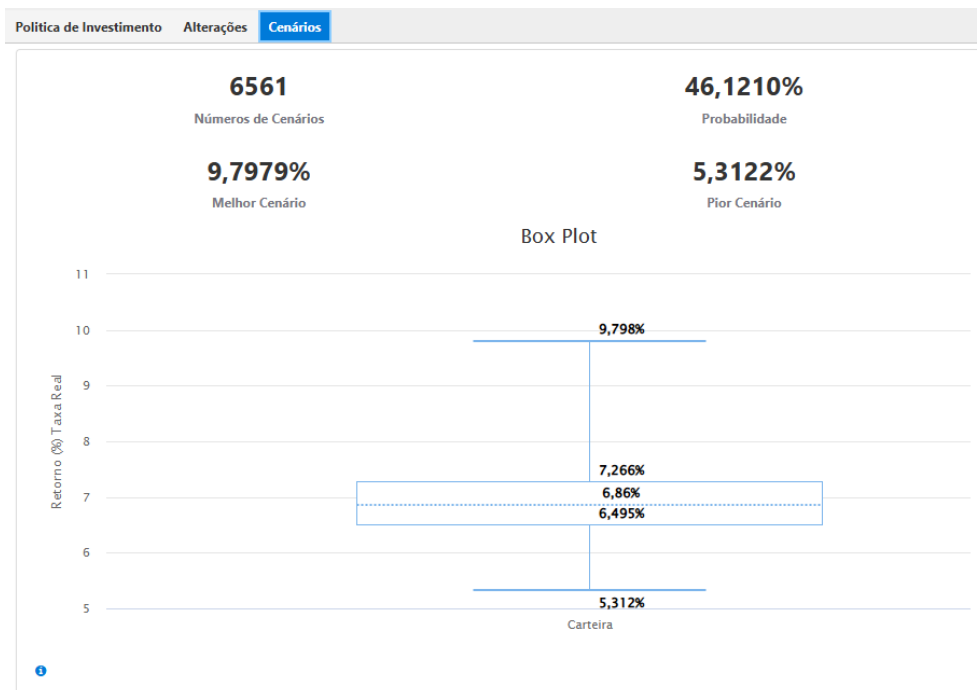 Politica de Investimento Alterações Cenários
6561 46,1210%
Números de Cenários Probabilidade
9,7979% 5,3122%
Melhor Cenário Pior Cenário
Box Plot
11
10
9
8
7
6
5
Retorno (%) Taxa Real
9,798%
7,266%
6,86%
6,495%
5,312%
Carteira
i